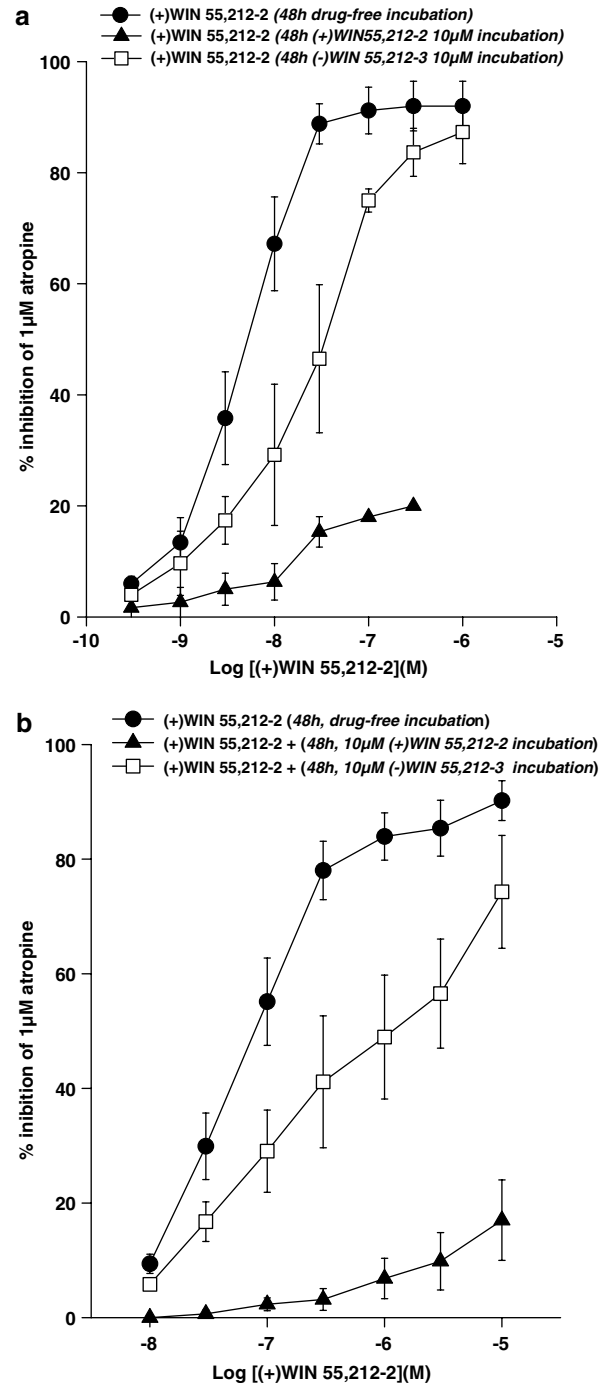 a
(+)WIN 55,212-2 (48h drug-free incubation)
(+)WIN 55,212-2 (48h (+)WIN55,212-2 10µM incubation)
(+)WIN 55,212-2 (48h (-)WIN 55,212-3 10µM incubation)
100
80
60
40
20
0
% inhibition of 1µM atropine
-10 -9 -8 -7 -6 -5
Log [(+)WIN 55,212-2](M)
b
(+)WIN 55,212-2 (48h, drug-free incubation)
(+)WIN 55,212-2 + (48h, 10µM (+)WIN 55,212-2 incubation)
(+)WIN 55,212-2 + (48h, 10µM (-)WIN 55,212-3 incubation)
100
80
60
40
20
0
% inibition of 1µM atropine
-8 -7 -6 -5
Log [(+)WIN 55,212-2](M)